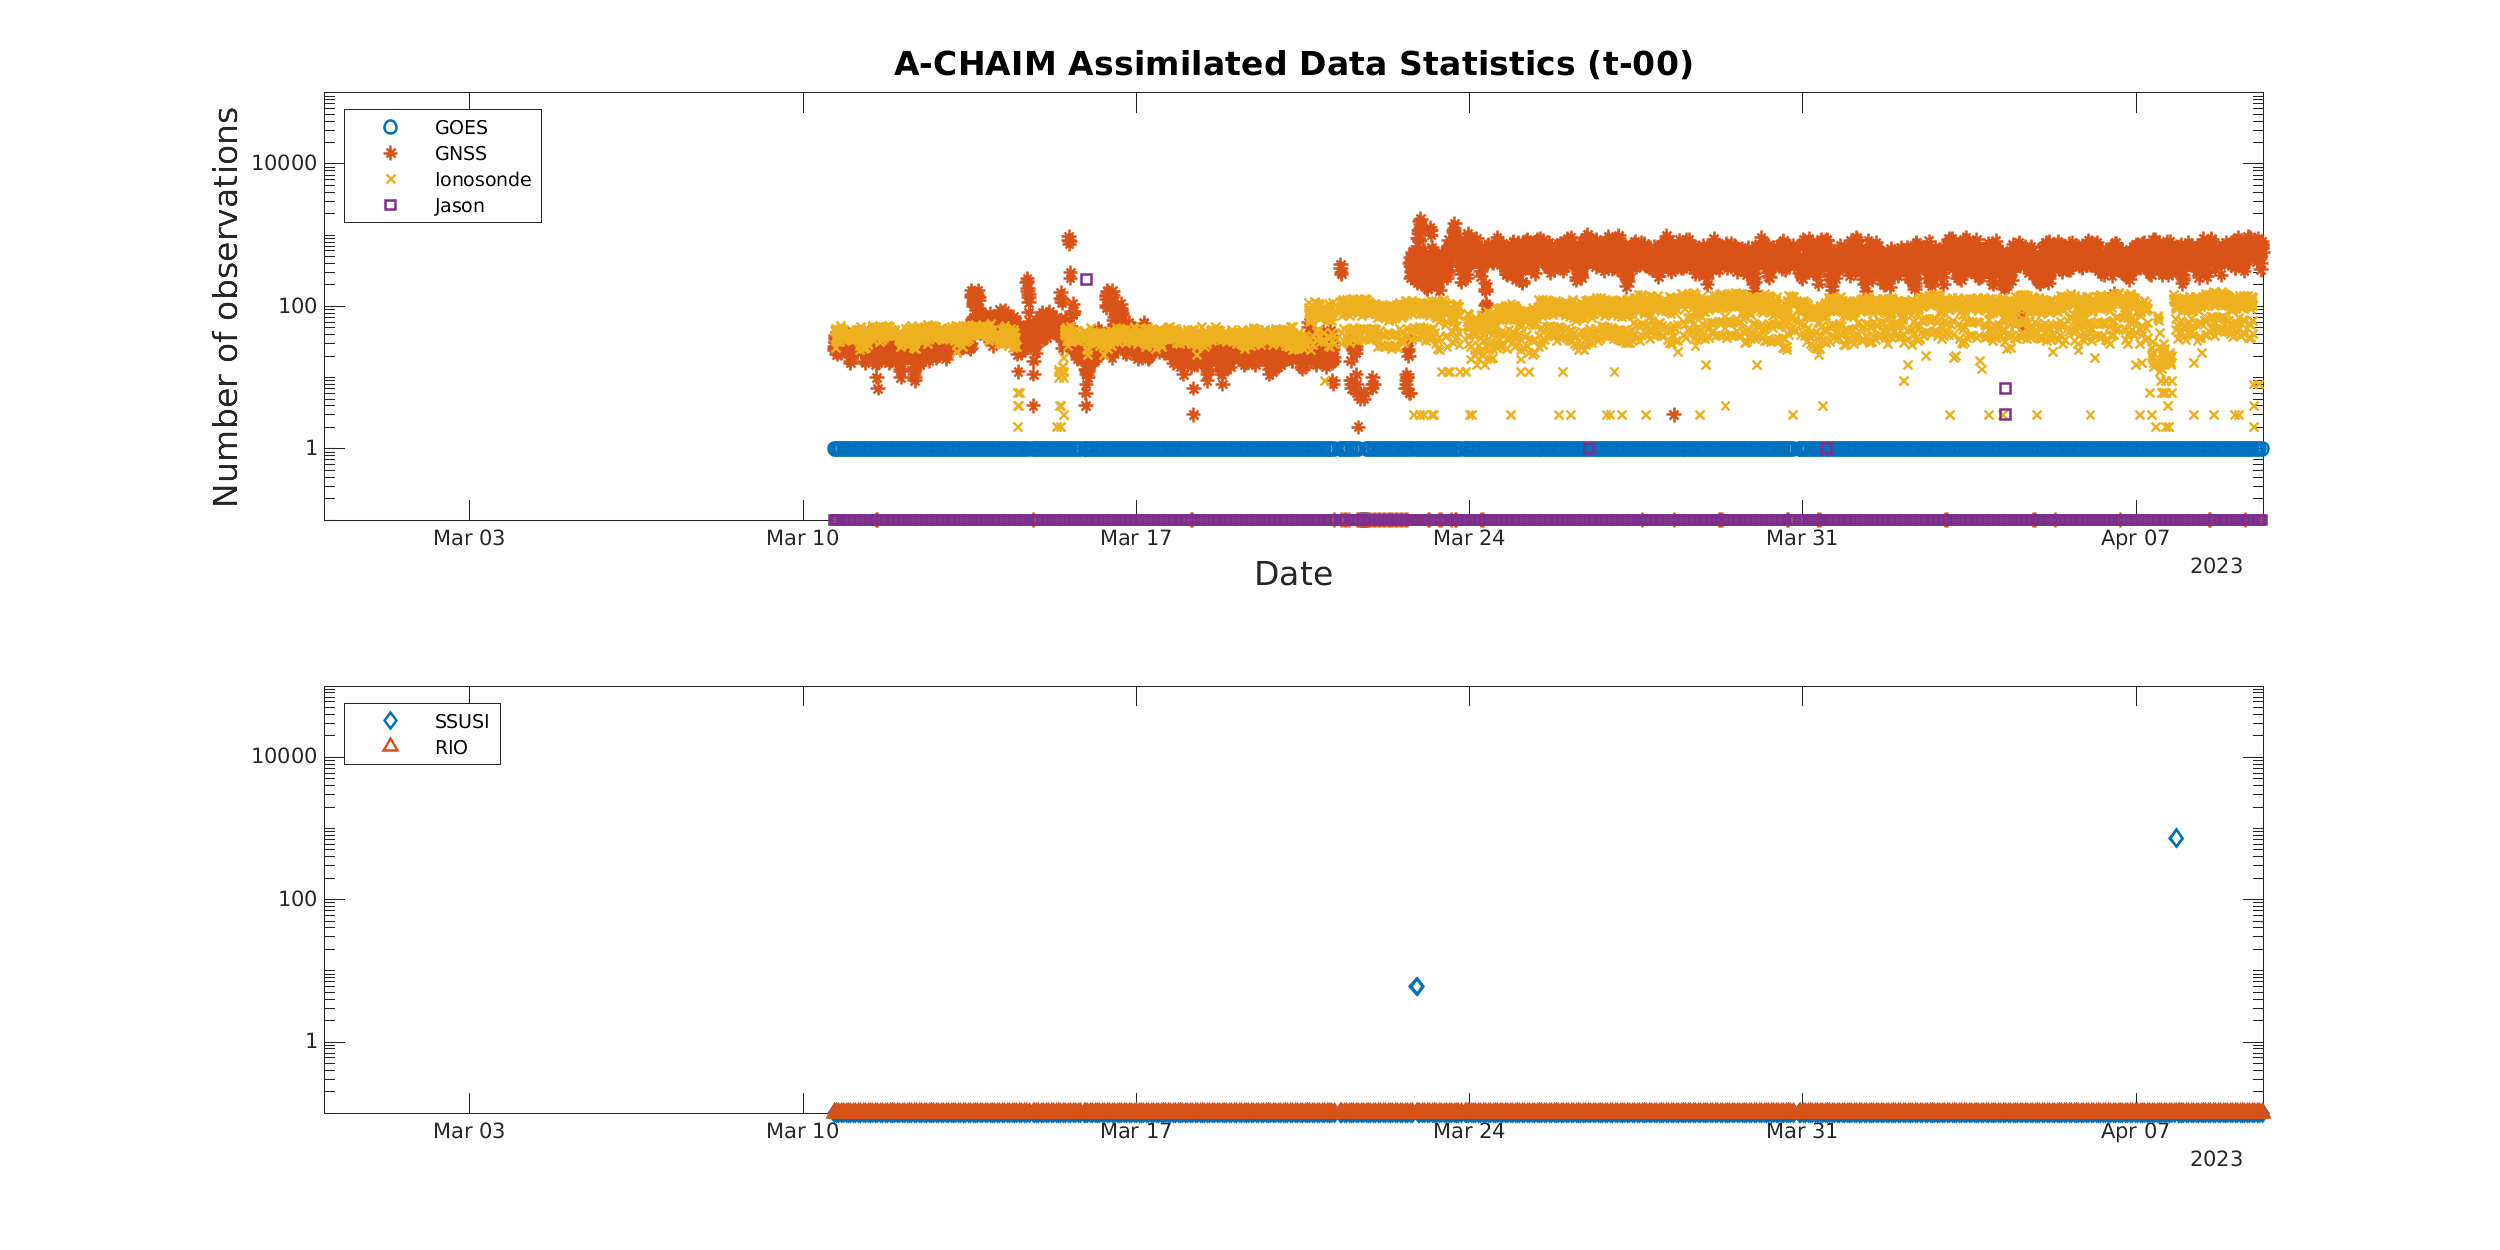 A-CHAIM Assimilated Data Statistics (t-00)
Number of observations
10000
100
1
GOES
GNSS
Ionosonde
Jason
Mar 03
Mar 10
Mar 17
Mar 24
Mar 31
Apr 07
2023
Date
10000
100
1
SSUSI
RIO
Mar 03
Mar 10
Mar 17
Mar 24
Mar 31
Apr 07
2023